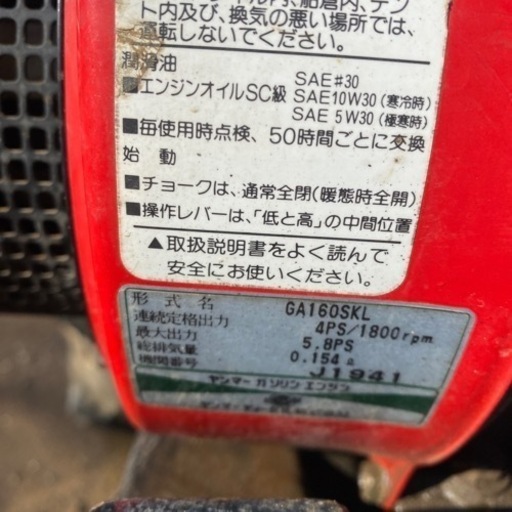 ト内及び、換気の悪い場所では、
運転しないでください。
潤滑油
SAE#30
■エンジンオイルSC級 SAE10W30(寒冷時)
SAE 5W30(極寒時)
■毎使用時点検、50時間ごとに交換
始 動
■チョークは、通常全閉(暖態時全開)
■操作レバーは、「低と高」の中間位置
▲取扱説明書をよく読んで
安全にお使いください。
形式名 GA160SKL
連続定格出力 4PS/1800rpm
最大出力 5.8PS
総排気量 0.154ℓ
機関番号 J1941
ヤンマーガソリンエンジン